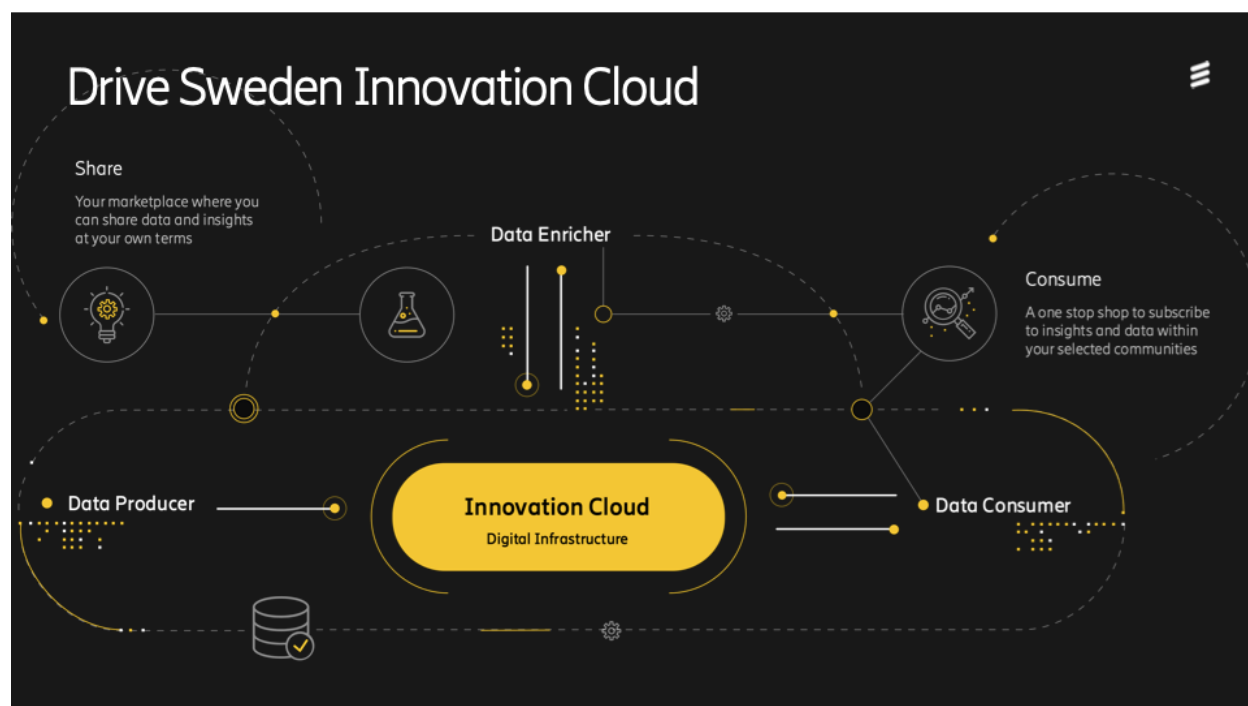 Drive Sweden Innovation Cloud
Share
Your marketplace where you
can share data and insights
at your own terms
Data Enricher
Consume
A one stop shop to subscribe
to insights and data within
your selected communities
Data Producer
Innovation Cloud
Digital Infrastructure
Data Consumer